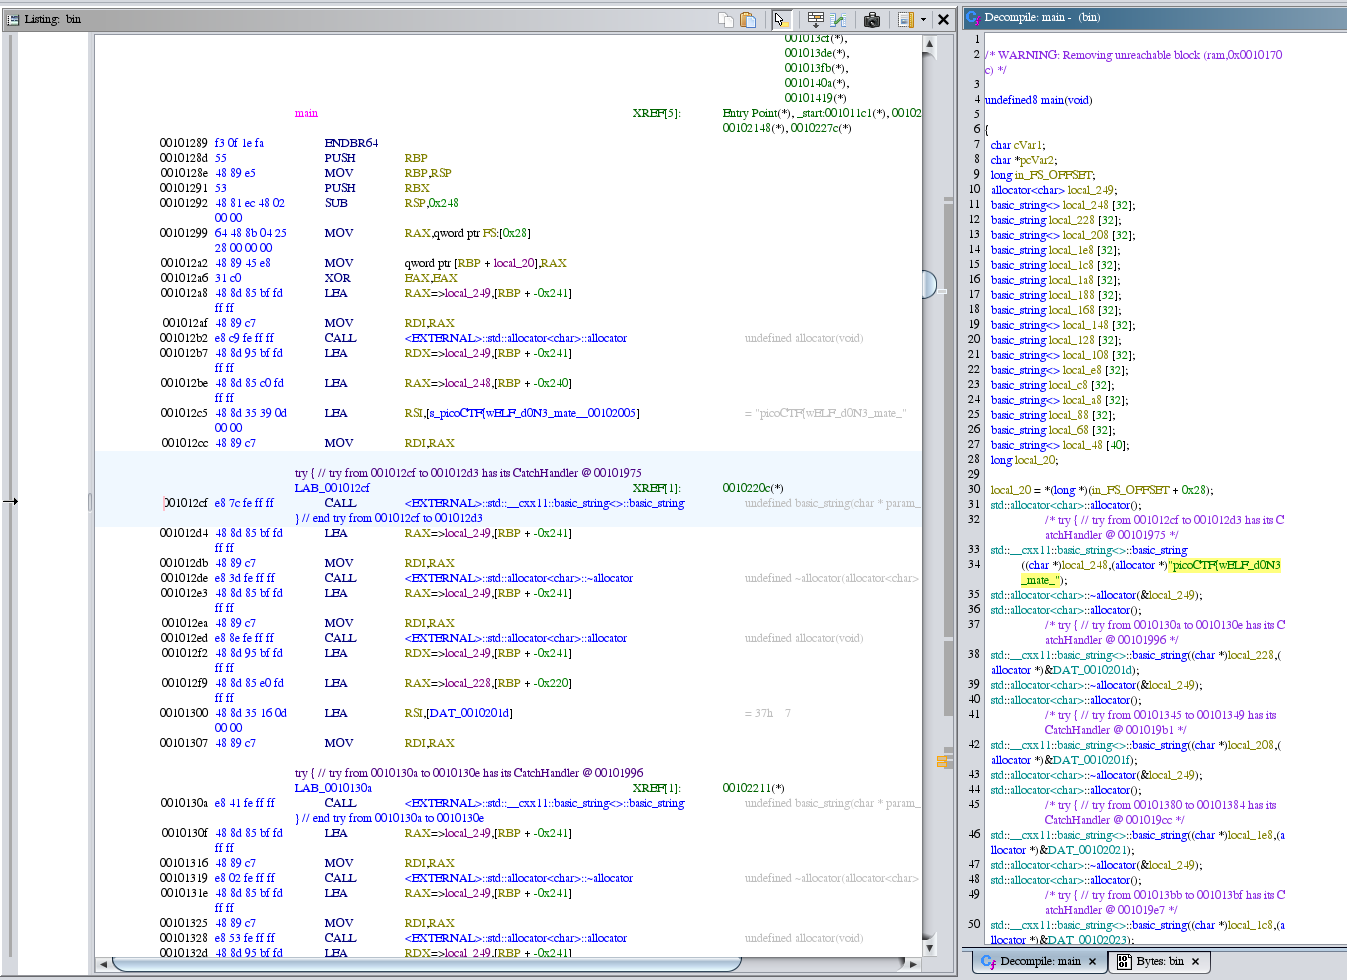 Listing: bin
001013cf(*),
001013de(*),
001013fb(*),
0010140a(*),
00101419(*)
main XREF[5]: Entry Point(*), _start:001011c1(*), 00102
00102148(*), 0010227c(*)
00101289 f3 0f 1e fa ENDBR64
0010128d 55 PUSH RBP
0010128e 48 89 e5 MOV RBP,RSP
00101291 53 PUSH RBX
00101292 48 81 ec 48 02 SUB RSP,0x248
00 00
00101299 64 48 8b 04 25 MOV RAX,qword ptr FS:[0x28]
28 00 00 00
001012a2 48 89 45 e8 MOV qword ptr [RBP + local_20],RAX
001012a6 31 c0 XOR EAX,EAX
001012a8 48 8d 85 bf fd LEA RAX=>local_249,[RBP + -0x241]
ff ff
001012af 48 89 c7 MOV RDI,RAX
001012b2 e8 c9 fe ff ff CALL <EXTERNAL>::std::allocator<char>::allocator undefined allocator(void)
001012b7 48 8d 95 bf fd LEA RDX=>local_249,[RBP + -0x241]
ff ff
001012be 48 8d 85 c0 fd LEA RAX=>local_248,[RBP + -0x240]
ff ff
001012c5 48 8d 35 39 0d LEA RSI,[s_picoCTF{wELF_d0N3_mate__00102005] = "picoCTF{wELF_d0N3_mate_"
00 00
001012cc 48 89 c7 MOV RDI,RAX
try { // try from 001012cf to 001012d3 has its CatchHandler @ 00101975
LAB_001012cf XREF[1]: 0010220c(*)
001012cf e8 7c fe ff ff CALL <EXTERNAL>::std::__cxx11::basic_string<>::basic_string undefined basic_string(char * param_
} // end try from 001012cf to 001012d3
001012d4 48 8d 85 bf fd LEA RAX=>local_249,[RBP + -0x241]
ff ff
001012db 48 89 c7 MOV RDI,RAX
001012de e8 3d fe ff ff CALL <EXTERNAL>::std::allocator<char>::~allocator undefined ~allocator(allocator<char>
001012e3 48 8d 85 bf fd LEA RAX=>local_249,[RBP + -0x241]
ff ff
001012ea 48 89 c7 MOV RDI,RAX
001012ed e8 8e fe ff ff CALL <EXTERNAL>::std::allocator<char>::allocator undefined allocator(void)
001012f2 48 8d 95 bf fd LEA RDX=>local_249,[RBP + -0x241]
ff ff
001012f9 48 8d 85 e0 fd LEA RAX=>local_228,[RBP + -0x220]
ff ff
00101300 48 8d 35 16 0d LEA RSI,[DAT_0010201d] = 37h 7
00 00
00101307 48 89 c7 MOV RDI,RAX
try { // try from 0010130a to 0010130e has its CatchHandler @ 00101996
LAB_0010130a XREF[1]: 00102211(*)
0010130a e8 41 fe ff ff CALL <EXTERNAL>::std::__cxx11::basic_string<>::basic_string undefined basic_string(char * param_
} // end try from 0010130a to 0010130e
0010130f 48 8d 85 bf fd LEA RAX=>local_249,[RBP + -0x241]
ff ff
00101316 48 89 c7 MOV RDI,RAX
00101319 e8 02 fe ff ff CALL <EXTERNAL>::std::allocator<char>::~allocator undefined ~allocator(allocator<char>
0010131e 48 8d 85 bf fd LEA RAX=>local_249,[RBP + -0x241]
ff ff
00101325 48 89 c7 MOV RDI,RAX
00101328 e8 53 fe ff ff CALL <EXTERNAL>::std::allocator<char>::allocator undefined allocator(void)
0010132d 48 8d 95 bf fd LEA RDX=>local_249,[RBP + -0x241]
Decompile: main - (bin)
1
2 /* WARNING: Removing unreachable block (ram,0x0010170
c) */
3
4 undefined8 main(void)
5
6 {
7 char cVar1;
8 char *pcVar2;
9 long in_FS_OFFSET;
10 allocator<char> local_249;
11 basic_string<> local_248 [32];
12 basic_string<> local_228 [32];
13 basic_string<> local_208 [32];
14 basic_string<> local_1e8 [32];
15 basic_string<> local_1c8 [32];
16 basic_string<> local_1a8 [32];
17 basic_string<> local_188 [32];
18 basic_string<> local_168 [32];
19 basic_string<> local_148 [32];
20 basic_string<> local_128 [32];
21 basic_string<> local_108 [32];
22 basic_string<> local_e8 [32];
23 basic_string<> local_c8 [32];
24 basic_string<> local_a8 [32];
25 basic_string<> local_88 [32];
26 basic_string<> local_68 [32];
27 basic_string<> local_48 [40];
28 long local_20;
29
30 local_20 = *(long *)(in_FS_OFFSET + 0x28);
31 std::allocator<char>::allocator();
32 /* try { // try from 001012cf to 001012d3 has its C
atchHandler @ 00101975 */
33 std::__cxx11::basic_string<>::basic_string
34 ((char *)local_248,(allocator *)"picoCTF{wELF_d0N3
_mate_");
35 std::allocator<char>::~allocator(&local_249);
36 std::allocator<char>::allocator();
37 /* try { // try from 0010130a to 0010130e has its C
atchHandler @ 00101996 */
38 std::__cxx11::basic_string<>::basic_string((char *)local_228,(
allocator *)&DAT_0010201d);
39 std::allocator<char>::~allocator(&local_249);
40 std::allocator<char>::allocator();
41 /* try { // try from 00101345 to 00101349 has its
CatchHandler @ 001019b1 */
42 std::__cxx11::basic_string<>::basic_string((char *)local_208,(
allocator *)&DAT_0010201f);
43 std::allocator<char>::~allocator(&local_249);
44 std::allocator<char>::allocator();
45 /* try { // try from 00101380 to 00101384 has its
CatchHandler @ 001019cc */
46 std::__cxx11::basic_string<>::basic_string((char *)local_1e8,(a
llocator *)&DAT_00102021);
47 std::allocator<char>::~allocator(&local_249);
48 std::allocator<char>::allocator();
49 /* try { // try from 001013bb to 001013bf has its
CatchHandler @ 001019e7 */
50 std::__cxx11::basic_string<>::basic_string((char *)local_1c8,(a
llocator *)&DAT_00102023);
Decompile: main
Bytes: bin